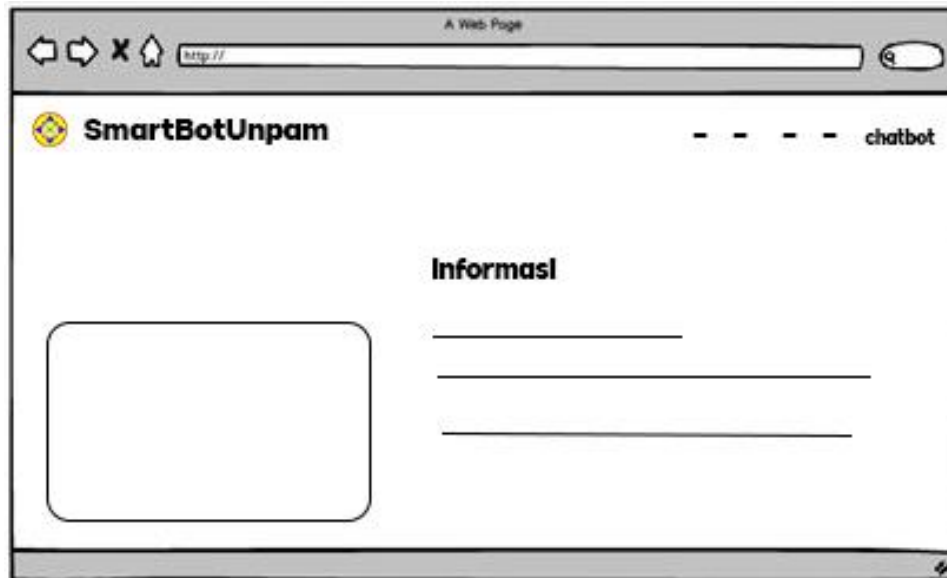 A Web Page
http://
SmartBotUnpam
- - - - chatbot
Informasi